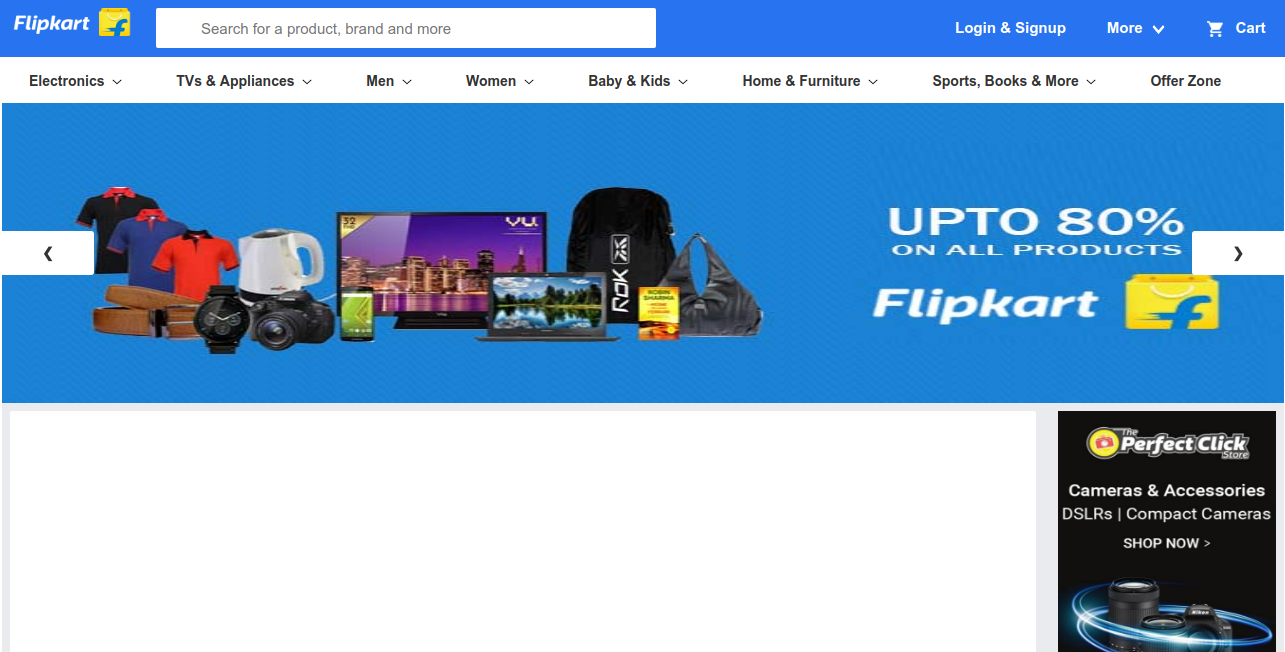 Flipkart
Search for a product, brand and more
Login & Signup
More
Cart
Electronics
TVs & Appliances
Men
Women
Baby & Kids
Home & Furniture
Sports, Books & More
Offer Zone
32
VU
ROK
ROBIN
SHARMA
UPTO 80%
ON ALL PRODUCTS
Flipkart
The
Perfect Click
Store
Cameras & Accessories
DSLRs | Compact Cameras
SHOP NOW >
Nikon